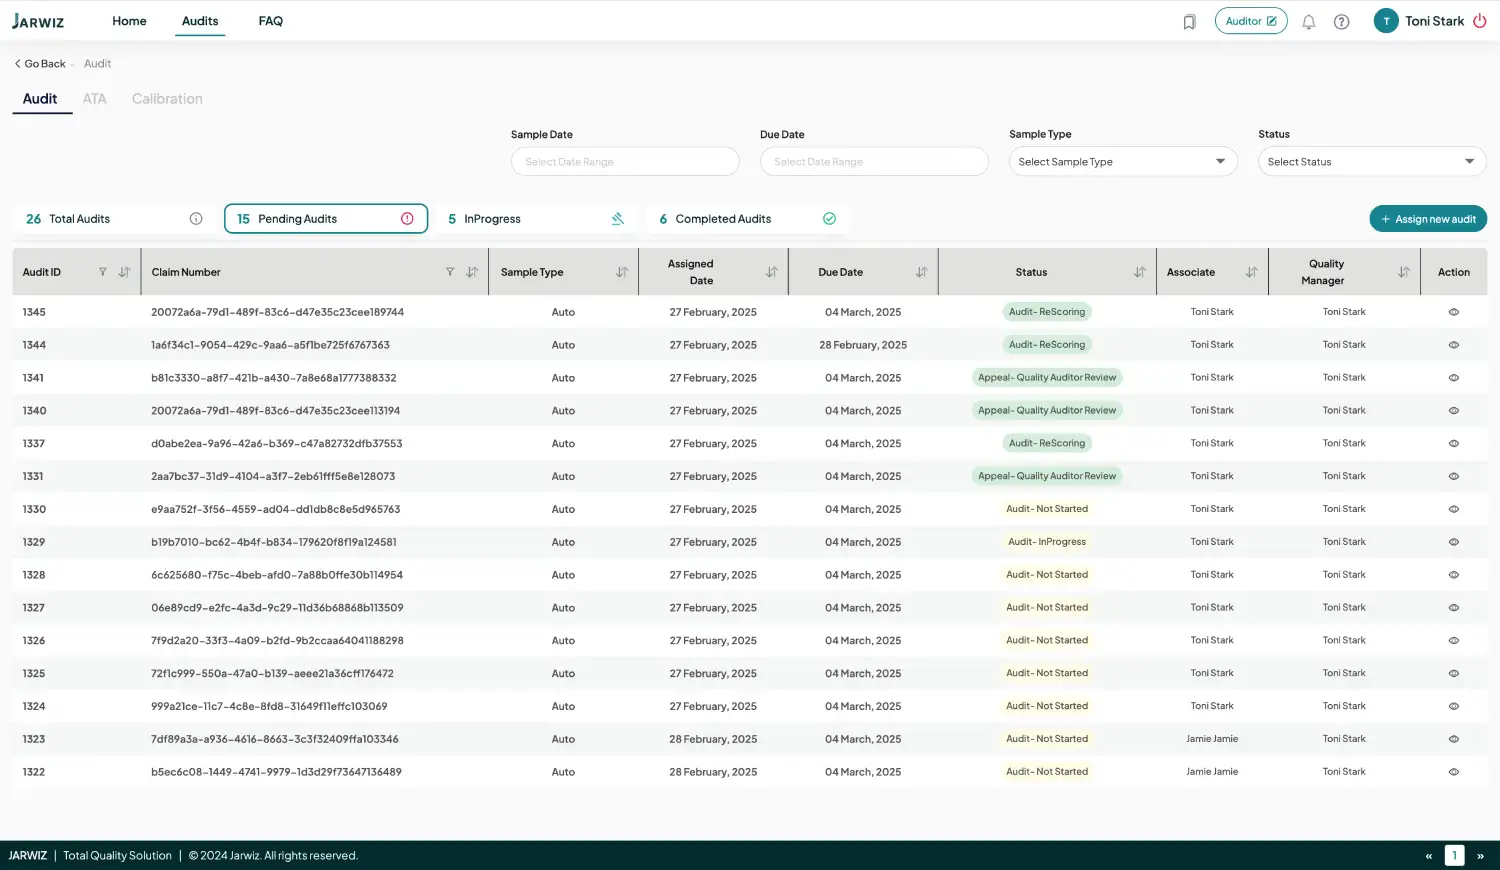 JARWIZ Home Audits FAQ Auditor T Toni Stark
Go Back - Audit
Audit ATA Calibration
Sample Date Due Date Sample Type Status
Select Date Range Select Date Range Select Sample Type Select Status
26 Total Audits 15 Pending Audits 5 InProgress 6 Completed Audits + Assign new audit
Audit ID Claim Number Sample Type Assigned Date Due Date Status Associate Quality Manager Action
1345 20072a6a-79d1-489f-83c6-d47e35c23cee189744 Auto 27 February, 2025 04 March, 2025 Audit- ReScoring Toni Stark Toni Stark
1344 1a6f34c1-9054-429c-9aa6-a5f1be725f6767363 Auto 27 February, 2025 28 February, 2025 Audit- ReScoring Toni Stark Toni Stark
1341 b81c3330-a8f7-421b-a430-7a8e68a1777388332 Auto 27 February, 2025 04 March, 2025 Appeal- Quality Auditor Review Toni Stark Toni Stark
1340 20072a6a-79d1-489f-83c6-d47e35c23cee113194 Auto 27 February, 2025 04 March, 2025 Appeal- Quality Auditor Review Toni Stark Toni Stark
1337 d0abe2ea-9a96-42a6-b369-c47a82732dfb37553 Auto 27 February, 2025 04 March, 2025 Audit- ReScoring Toni Stark Toni Stark
1331 2aa7bc37-31d9-4104-a3f7-2eb61fff5e8e128073 Auto 27 February, 2025 04 March, 2025 Appeal- Quality Auditor Review Toni Stark Toni Stark
1330 e9aa752f-3f56-4559-ad04-dd1db8c8e5d965763 Auto 27 February, 2025 04 March, 2025 Audit- Not Started Toni Stark Toni Stark
1329 b19b7010-bc62-4b4f-b834-179620f8f19a124581 Auto 27 February, 2025 04 March, 2025 Audit- InProgress Toni Stark Toni Stark
1328 6c625680-f75c-4beb-afd0-7a88b0ffe30b114954 Auto 27 February, 2025 04 March, 2025 Audit- Not Started Toni Stark Toni Stark
1327 06e89cd9-e2fc-4a3d-9c29-11d36b68868b113509 Auto 27 February, 2025 04 March, 2025 Audit- Not Started Toni Stark Toni Stark
1326 7f9d2a20-33f3-4a09-b2fd-9b2ccaa64041188298 Auto 27 February, 2025 04 March, 2025 Audit- Not Started Toni Stark Toni Stark
1325 72f1c999-550a-47a0-b139-aeee21a36cff176472 Auto 27 February, 2025 04 March, 2025 Audit- Not Started Toni Stark Toni Stark
1324 999a21ce-11c7-4c8e-8fd8-31649f11effc103069 Auto 27 February, 2025 04 March, 2025 Audit- Not Started Toni Stark Toni Stark
1323 7df89a3a-a936-4616-8663-3c3f32409ffa103346 Auto 28 February, 2025 04 March, 2025 Audit- Not Started Jamie Jamie Toni Stark
1322 b5ec6c08-1449-4741-9979-1d3d29f73647136489 Auto 28 February, 2025 04 March, 2025 Audit- Not Started Jamie Jamie Toni Stark
JARWIZ | Total Quality Solution | © 2024 Jarwiz. All rights reserved. « 1 »